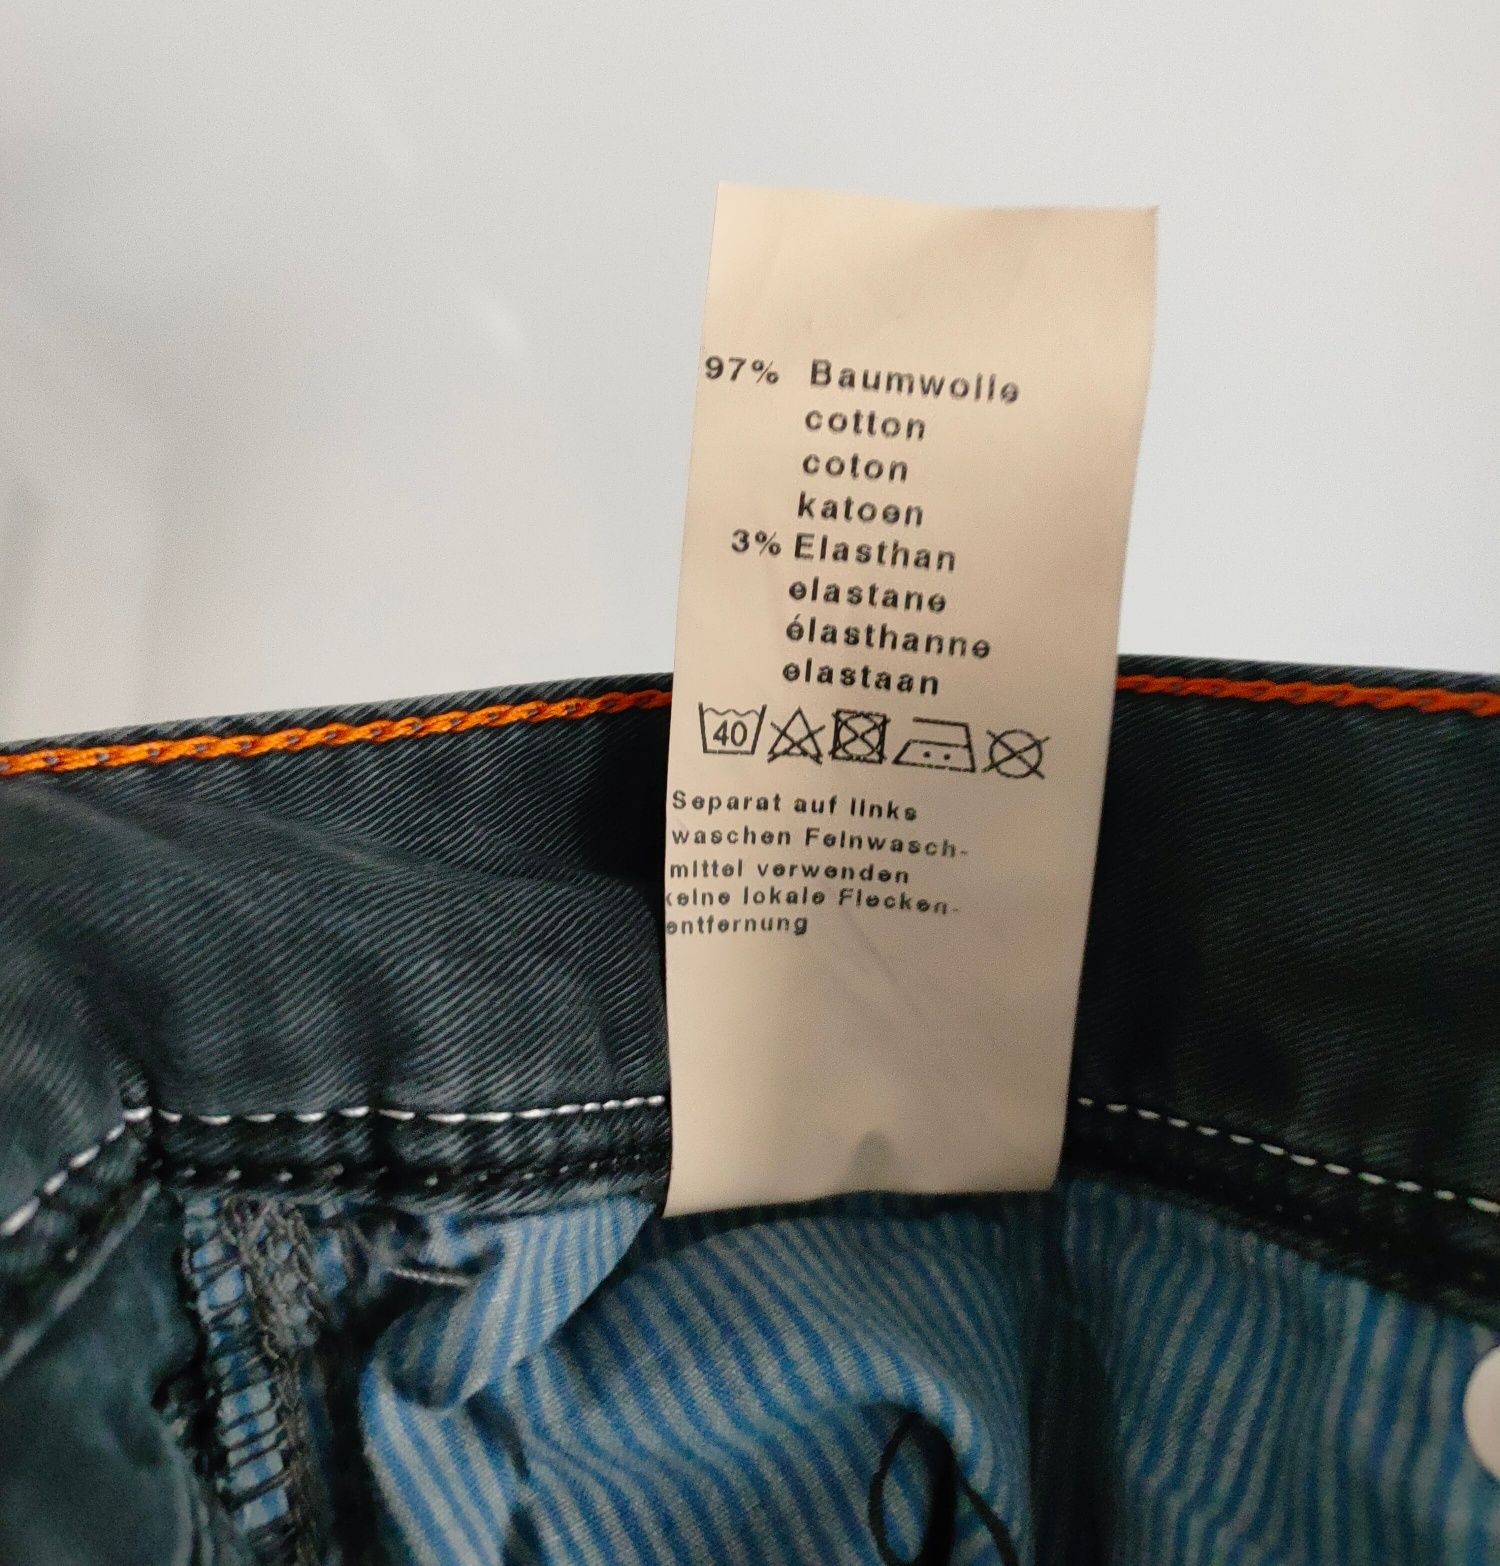 97% Baumwolle
cotton
coton
katoen
3% Elasthan
elastane
élasthanne
elastaan
40
Separat auf links
waschen Feinwasch-
mittel verwenden
keine lokale Flecken-
entfernung